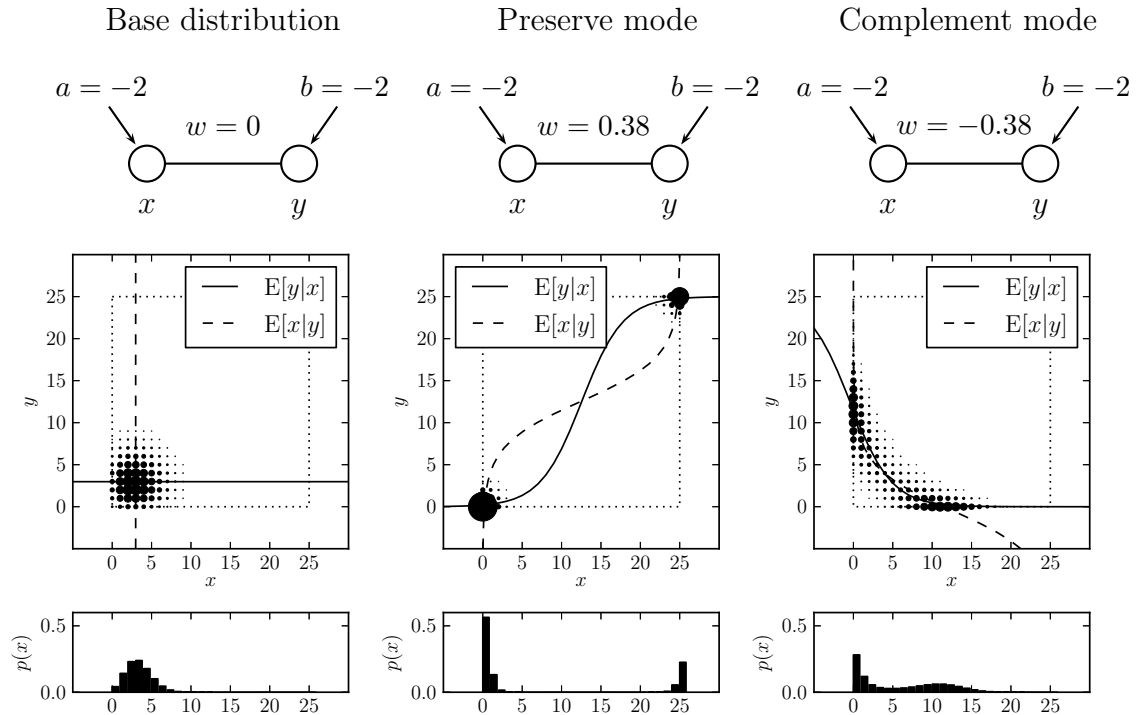 Base distribution Preserve mode Complement mode
a = −2 b = −2 a = −2 b = −2 a = −2 b = −2
w = 0 w = 0.38 w = −0.38
x y x y x y
E[y|x] E[y|x] E[y|x]
E[x|y] E[x|y] E[x|y]
25 25 25
20 20 20
15 15 15
y 10 y 10 y 10
5 5 5
0 0 0
0 5 10 15 20 25 0 5 10 15 20 25 0 5 10 15 20 25
x x x
0.5 0.5 0.5
p(x) p(x) p(x)
0.0 0.0 0.0
0 5 10 15 20 25 0 5 10 15 20 25 0 5 10 15 20 25